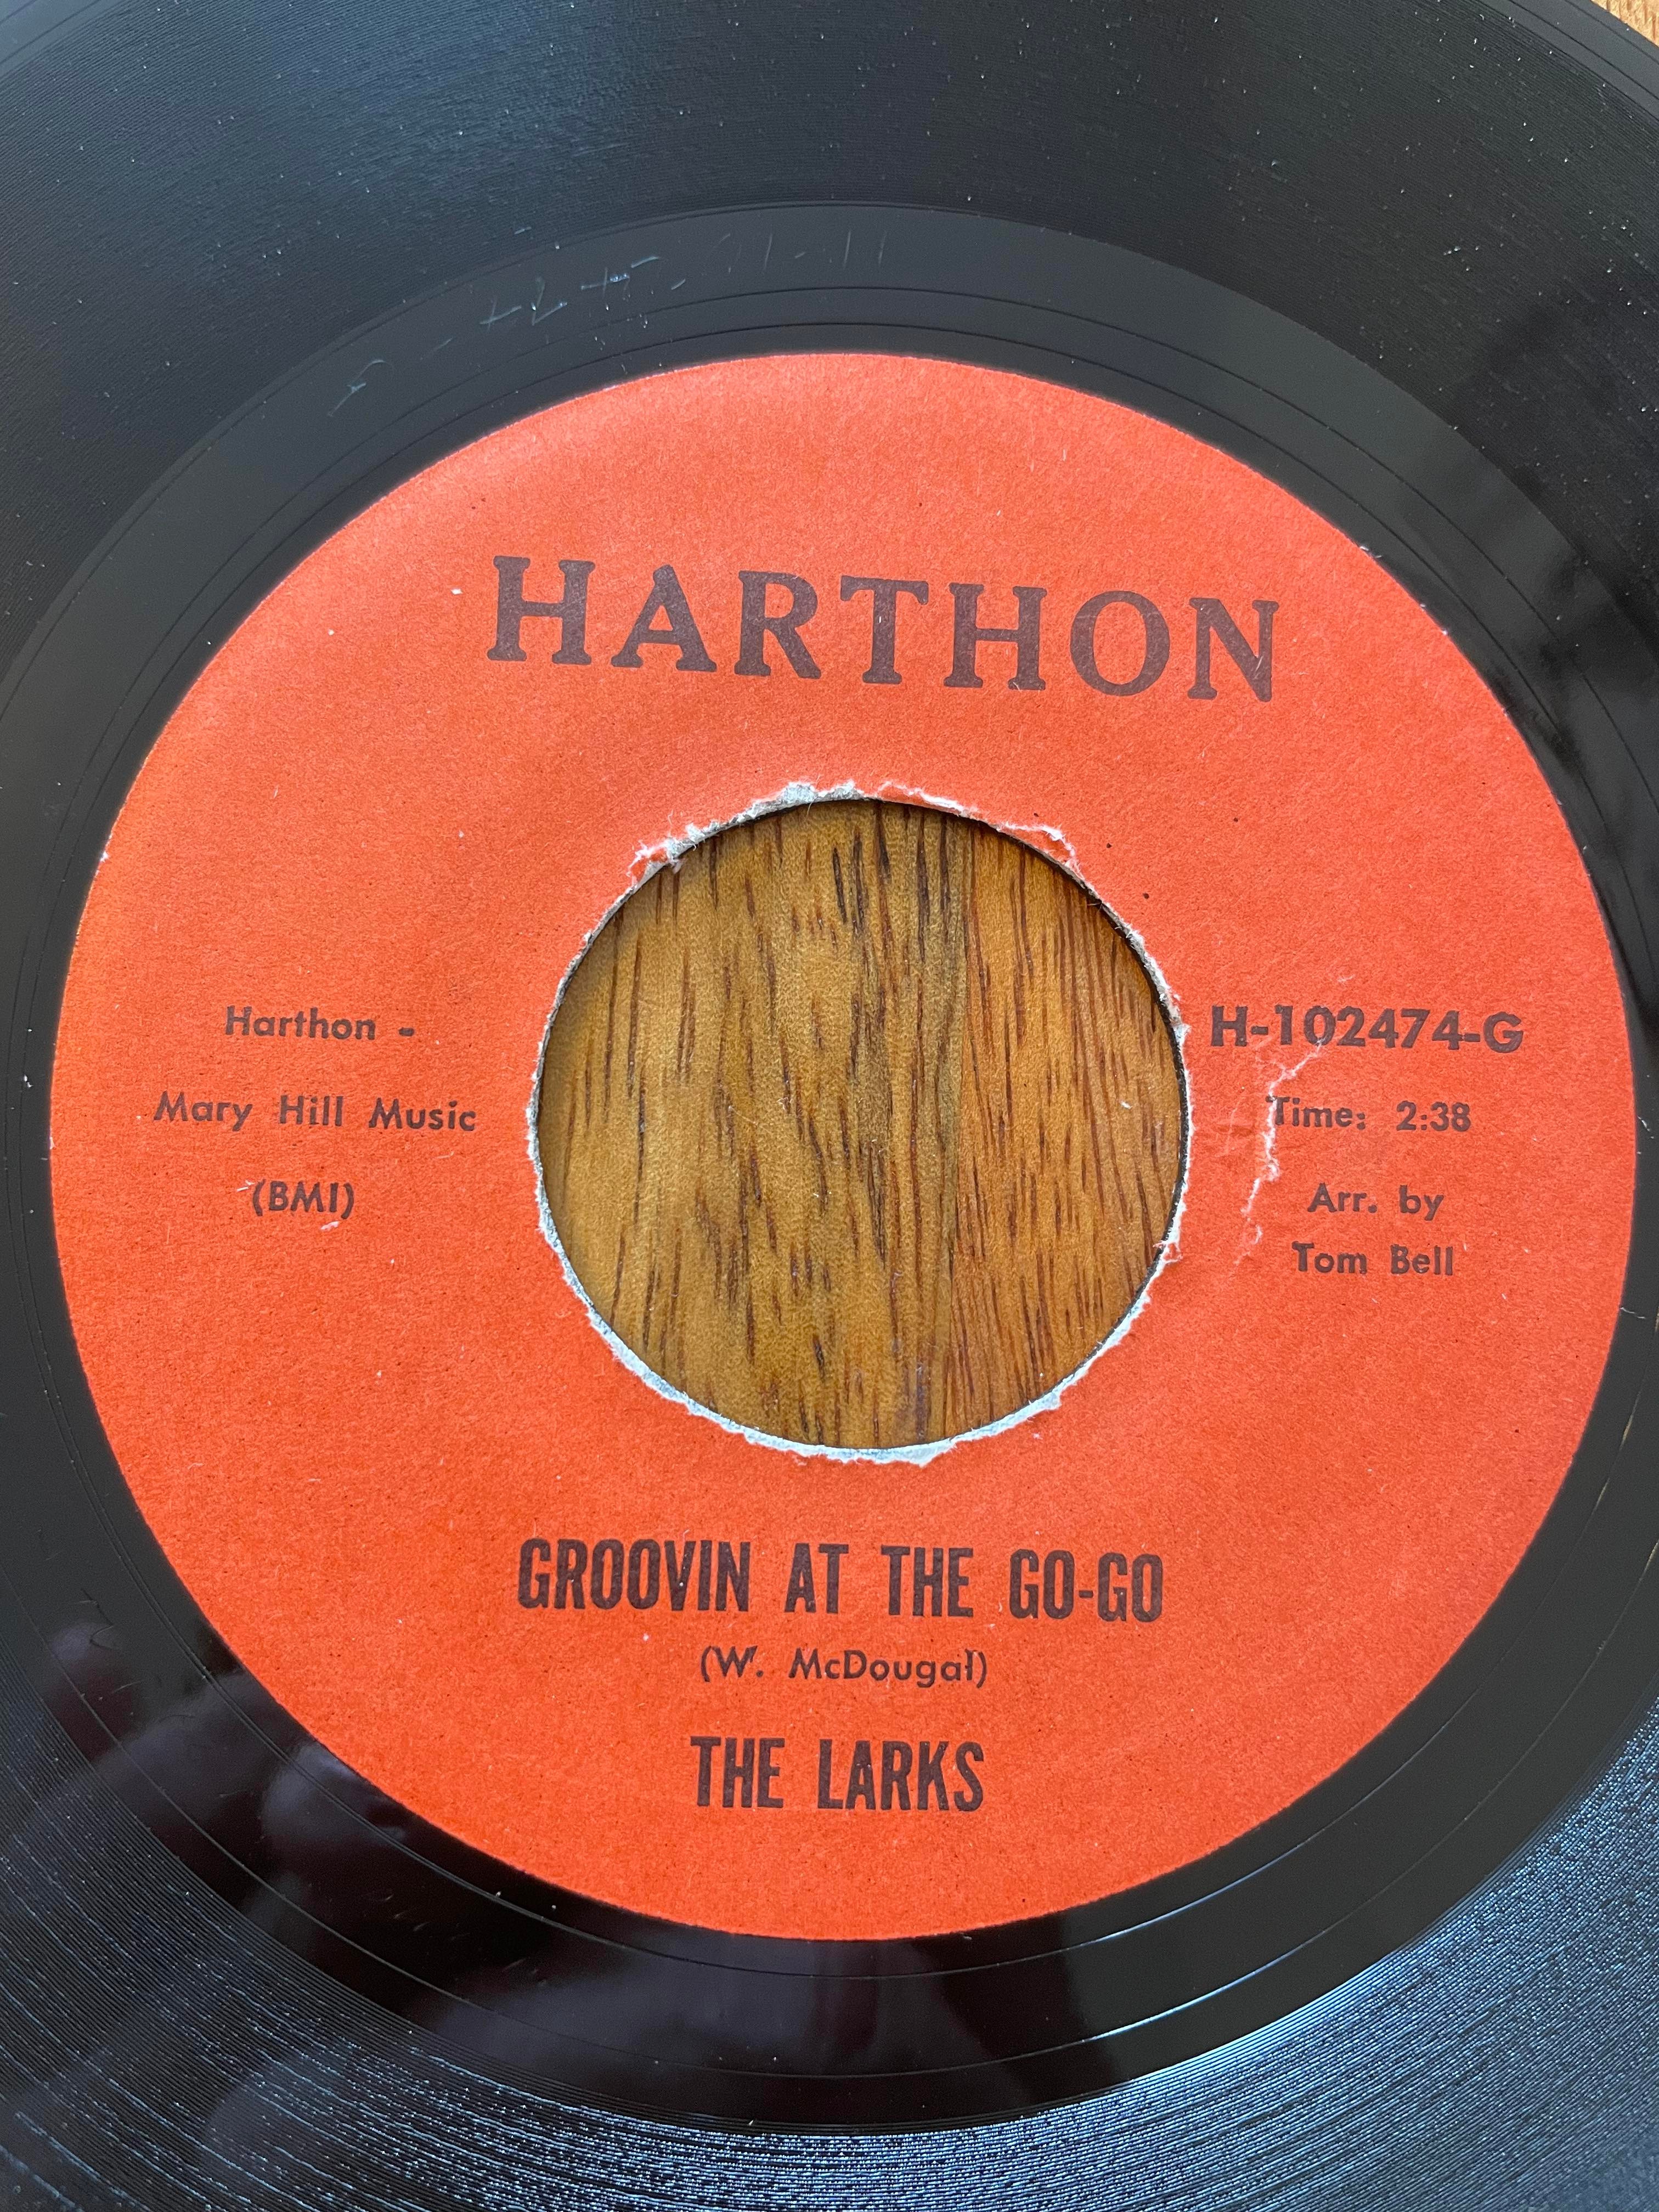 HARTHON
Harthon -
Mary Hill Music
(BMI)
H-102474-G
Time: 2:38
Arr. by
Tom Bell
GROOVIN AT THE GO-GO
(W. McDougal)
THE LARKS